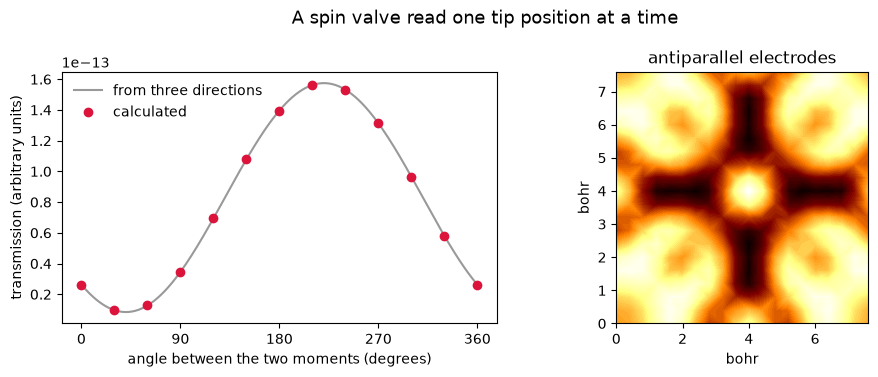 A spin valve read one tip position at a time
1e−13
from three directions
calculated
transmission (arbitrary units)
1.6
1.4
1.2
1.0
0.8
0.6
0.4
0.2
0 90 180 270 360
angle between the two moments (degrees)
antiparallel electrodes
bohr
7
6
5
4
3
2
1
0
0 2 4 6
bohr